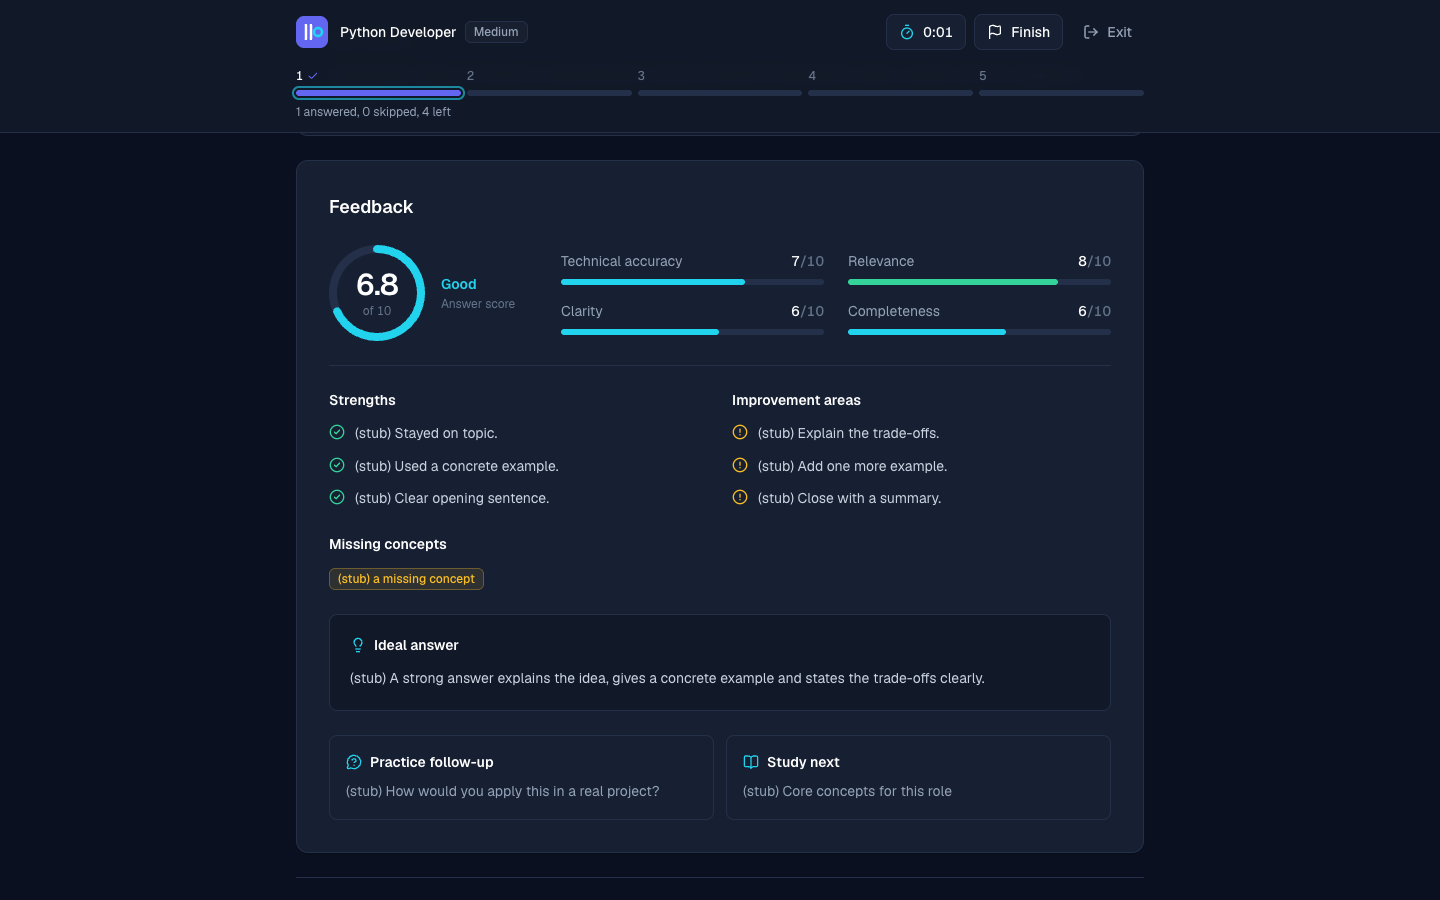 Python Developer Medium 0:01 Finish Exit
1 2 3 4 5
1 answered, 0 skipped, 4 left
Feedback
6.8
of 10
Good
Answer score
Technical accuracy 7/10
Relevance 8/10
Clarity 6/10
Completeness 6/10
Strengths
(stub) Stayed on topic.
(stub) Used a concrete example.
(stub) Clear opening sentence.
Improvement areas
(stub) Explain the trade-offs.
(stub) Add one more example.
(stub) Close with a summary.
Missing concepts
(stub) a missing concept
Ideal answer
(stub) A strong answer explains the idea, gives a concrete example and states the trade-offs clearly.
Practice follow-up
(stub) How would you apply this in a real project?
Study next
(stub) Core concepts for this role